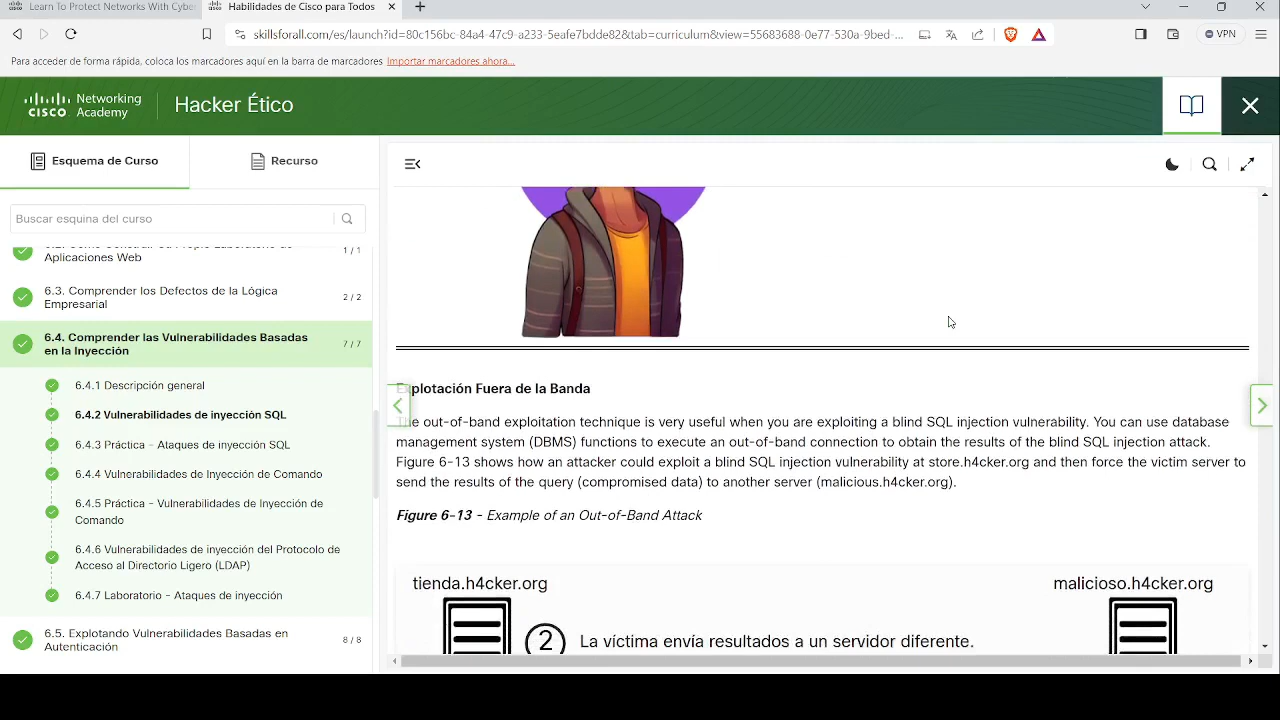 Learn To Protect Networks With Cyber
Habilidades de Cisco para Todos
skillsforall.com/es/launch?id=80c156bc-84a4-47c9-a233-5eafe7bdde82&tab=curriculum&view=55683688-0e77-530a-9bed-...
VPN
Para acceder de forma rápida, coloca los marcadores aquí en la barra de marcadores Importar marcadores ahora...
CISCO Networking Academy
Hacker Ético
Esquema de Curso
Recurso
Buscar esquina del curso
Aplicaciones Web
1 / 1
6.3. Comprender los Defectos de la Lógica
Empresarial
2 / 2
6.4. Comprender las Vulnerabilidades Basadas
en la Inyección
7 / 7
6.4.1 Descripción general
6.4.2 Vulnerabilidades de inyección SQL
6.4.3 Práctica - Ataques de inyección SQL
6.4.4 Vulnerabilidades de Inyección de Comando
6.4.5 Práctica - Vulnerabilidades de Inyección de
Comando
6.4.6 Vulnerabilidades de inyección del Protocolo de
Acceso al Directorio Ligero (LDAP)
6.4.7 Laboratorio - Ataques de inyección
6.5. Explotando Vulnerabilidades Basadas en
Autenticación
8 / 8
Explotación Fuera de la Banda
The out-of-band exploitation technique is very useful when you are exploiting a blind SQL injection vulnerability. You can use database
management system (DBMS) functions to execute an out-of-band connection to obtain the results of the blind SQL injection attack.
Figure 6-13 shows how an attacker could exploit a blind SQL injection vulnerability at store.h4cker.org and then force the victim server to
send the results of the query (compromised data) to another server (malicious.h4cker.org).
Figure 6-13 - Example of an Out-of-Band Attack
tienda.h4cker.org
malicioso.h4cker.org
2 La víctima envía resultados a un servidor diferente.